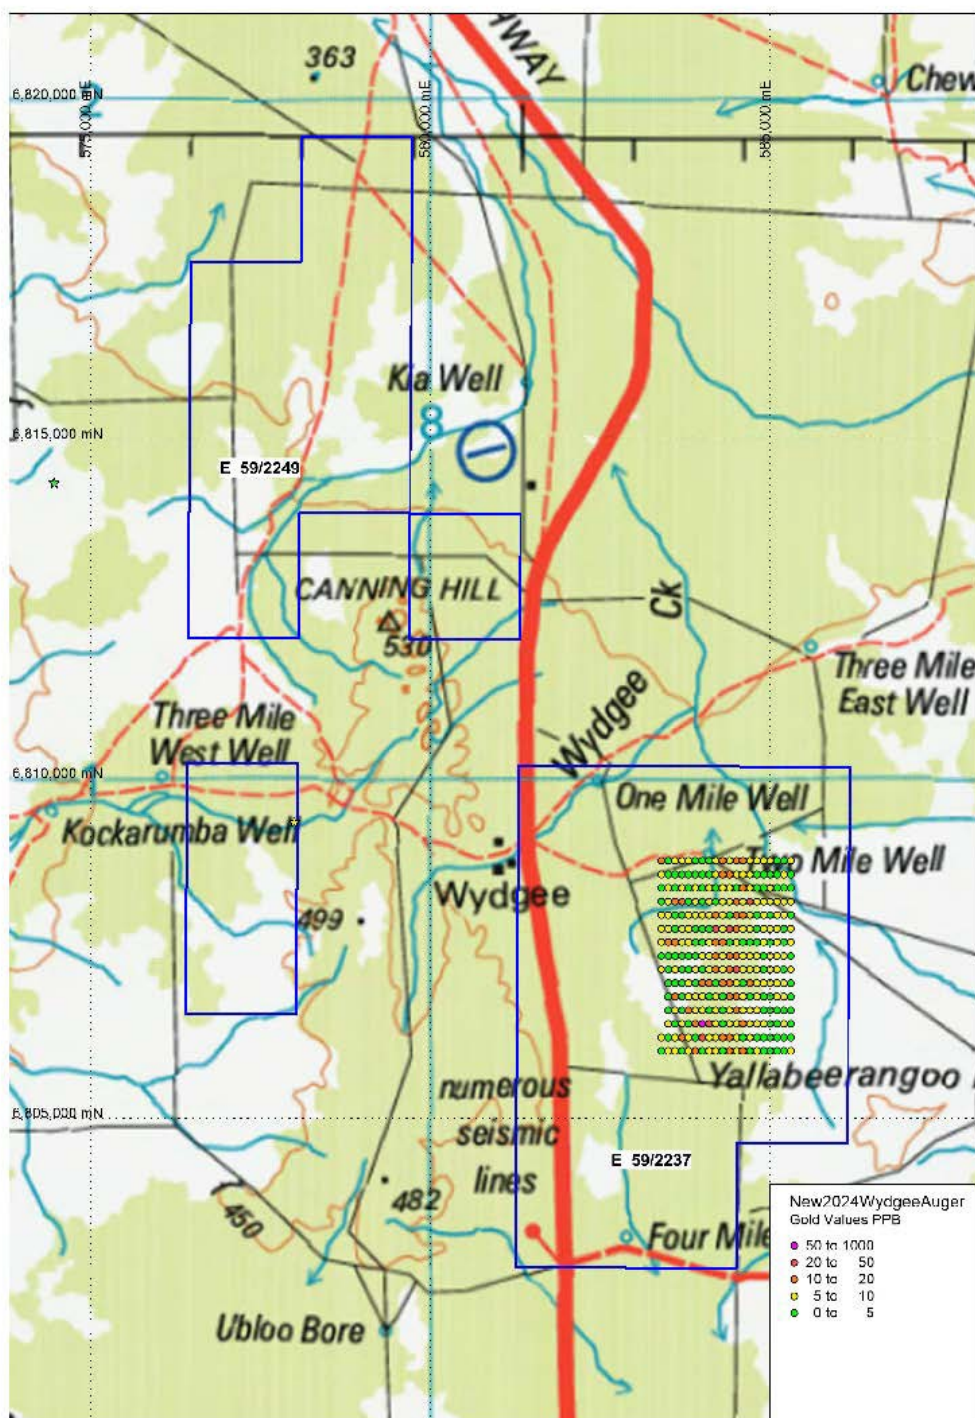 HWAY
363
Chew
6,820,000 mN
575,000 mE
580,000 mE
585,000 mE
Kia Well
6,815,000 mN
E 59/2249
CANNING HILL
530
Ck
Three Mile
East Well
Wydgee
Three Mile
West Well
6,810,000 mN
One Mile Well
Kockarumba Well
Two Mile Well
Wydgee
499
Yallabeerangoo
numerous
seismic
lines
6,805,000 mN
E 59/2237
482
450
Four Mile
Ubloo Bore
New2024WydgeeAuger
Gold Values PPB
50 to 1000
20 to 50
10 to 20
5 to 10
0 to 5